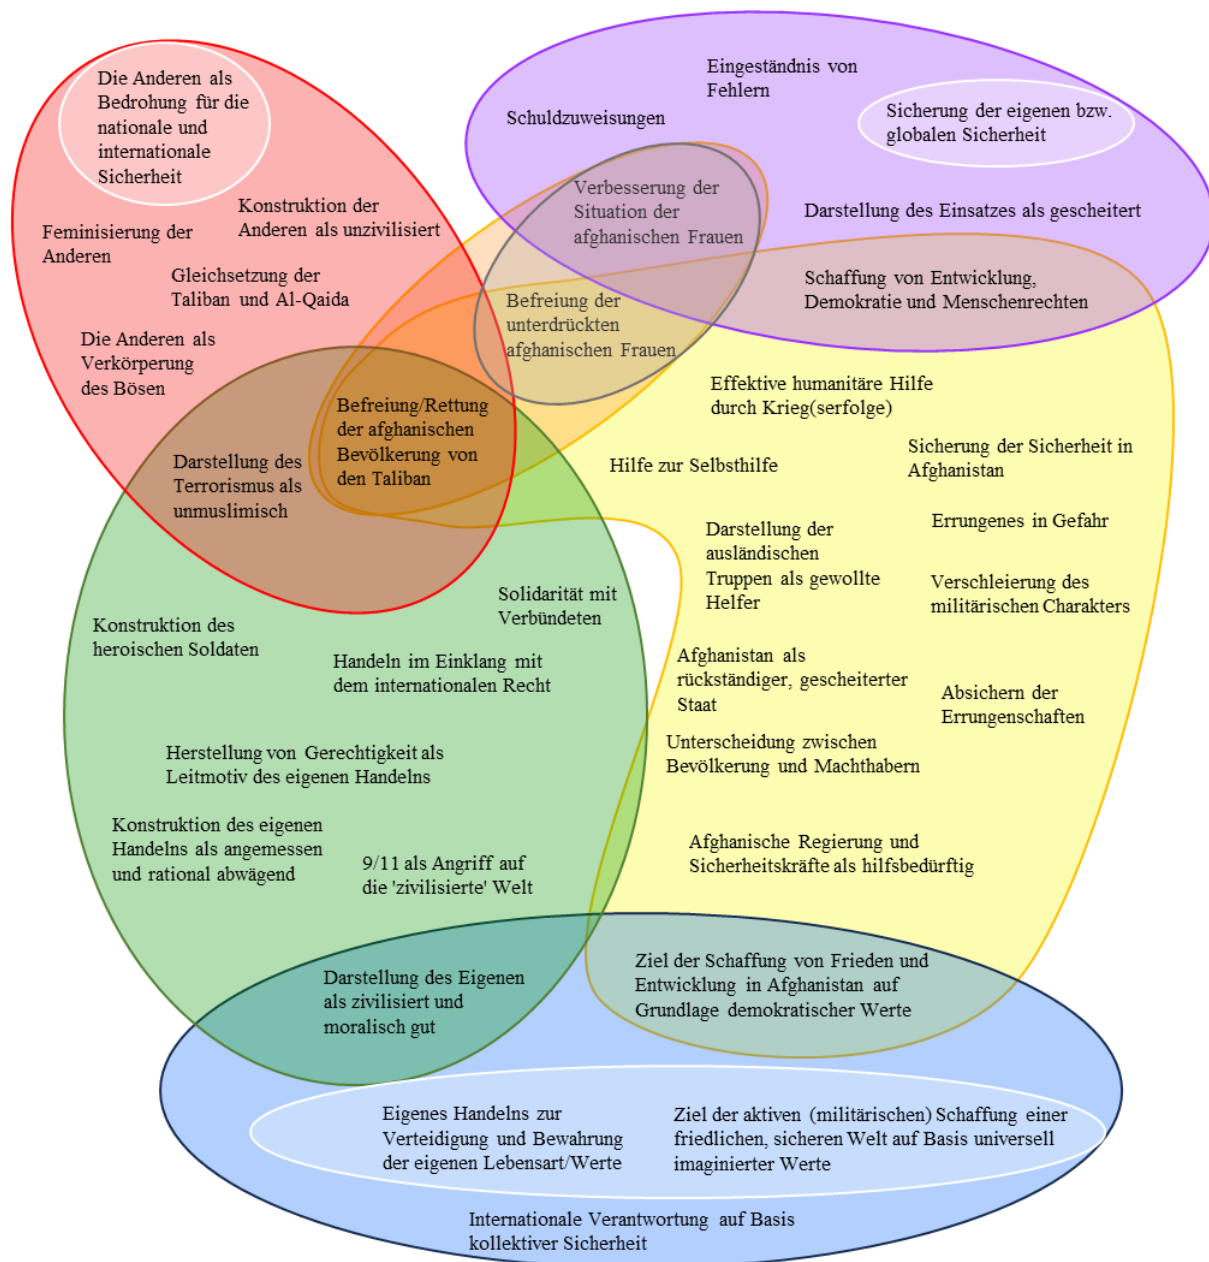 Die Anderen als
Bedrohung für die
nationale und
internationale
Sicherheit
Feminisierung der
Anderen
Konstruktion der
Anderen als unzivilisiert
Gleichsetzung der
Taliban und Al-Qaida
Die Anderen als
Verkörperung
des Bösen
Eingeständnis von
Fehlern
Schuldzuweisungen
Sicherung der eigenen bzw.
globalen Sicherheit
Verbesserung der
Situation der
afghanischen Frauen
Darstellung des Einsatzes als gescheitert
Schaffung von Entwicklung,
Demokratie und Menschenrechten
Befreiung der
unterdrückten
afghanischen Frauen
Befreiung/Rettung
der afghanischen
Bevölkerung von
den Taliban
Darstellung des
Terrorismus als
unmuslimisch
Effektive humanitäre Hilfe
durch Krieg(serfolge)
Hilfe zur Selbsthilfe
Sicherung der Sicherheit in
Afghanistan
Darstellung der
ausländischen
Truppen als gewollte
Helfer
Errungenes in Gefahr
Verschleierung des
militärischen Charakters
Afghanistan als
rückständiger, gescheiterter
Staat
Absichern der
Errungenschaften
Unterscheidung zwischen
Bevölkerung und Machthabern
Afghanische Regierung und
Sicherheitskräfte als hilfsbedürftig
Solidarität mit
Verbündeten
Konstruktion des
heroischen Soldaten
Handeln im Einklang mit
dem internationalen Recht
Herstellung von Gerechtigkeit als
Leitmotiv des eigenen Handelns
Konstruktion des eigenen
Handelns als angemessen
und rational abwägend
9/11 als Angriff auf
die 'zivilisierte' Welt
Darstellung des Eigenen
als zivilisiert und
moralisch gut
Ziel der Schaffung von Frieden und
Entwicklung in Afghanistan auf
Grundlage demokratischer Werte
Eigenes Handelns zur
Verteidigung und Bewahrung
der eigenen Lebensart/Werte
Ziel der aktiven (militärischen) Schaffung einer
friedlichen, sicheren Welt auf Basis universell
imaginierter Werte
Internationale Verantwortung auf Basis
kollektiver Sicherheit